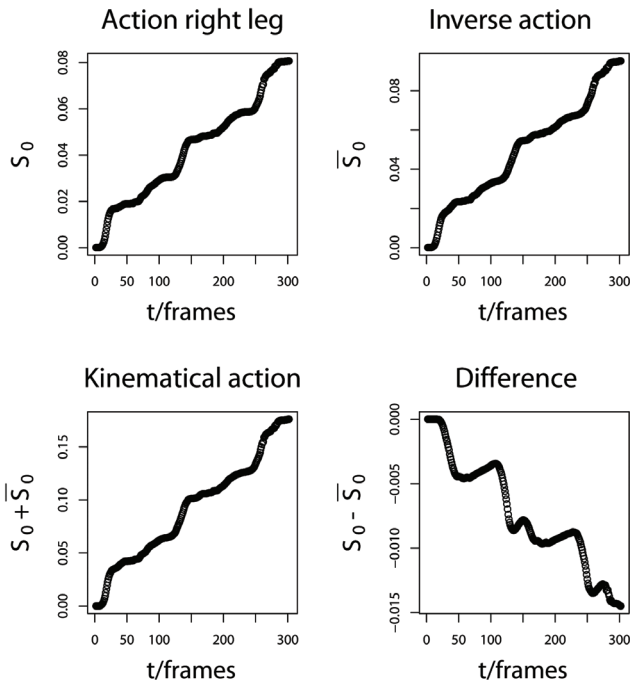 Action right leg
S₀
0.00 0.02 0.04 0.06 0.08
0 50 100 200 300
t/frames
Inverse action
S̅₀
0.00 0.04 0.08
0 50 100 200 300
t/frames
Kinematical action
S₀ + S̅₀
0.00 0.05 0.10 0.15
0 50 100 200 300
t/frames
Difference
S₀ - S̅₀
−0.015 −0.010 −0.005 0.000
0 50 100 200 300
t/frames